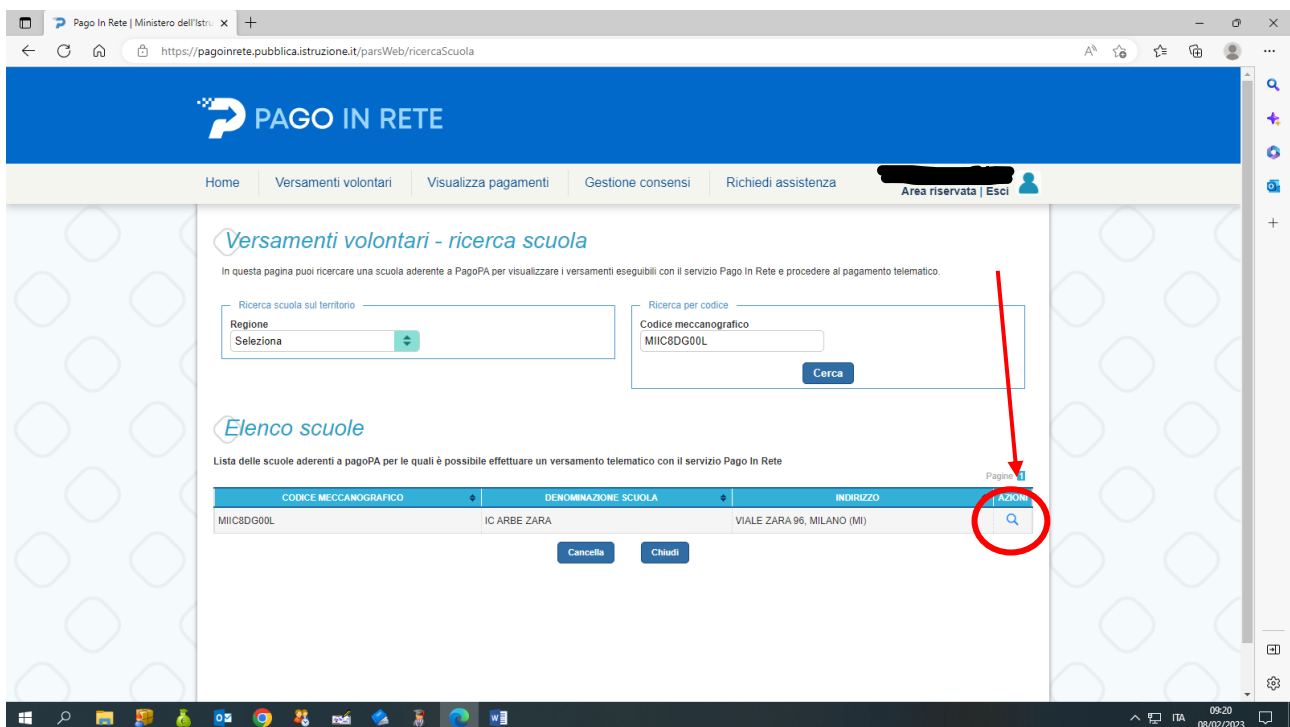 Pago In Rete | Ministero dell'Istru
https://pagoinrete.pubblica.istruzione.it/parsWeb/ricercaScuola
PAGO IN RETE
Home Versamenti volontari Visualizza pagamenti Gestione consensi Richiedi assistenza
Area riservata | Esci
Versamenti volontari - ricerca scuola
In questa pagina puoi ricercare una scuola aderente a PagoPA per visualizzare i versamenti eseguibili con il servizio Pago In Rete e procedere al pagamento telematico.
Ricerca scuola sul territorio
Regione
Seleziona
Ricerca per codice
Codice meccanografico
MIIC8DG00L
Cerca
Elenco scuole
Lista delle scuole aderenti a pagoPA per le quali è possibile effettuare un versamento telematico con il servizio Pago In Rete
Pagine 1
CODICE MECCANOGRAFICO DENOMINAZIONE SCUOLA INDIRIZZO AZIONI
MIIC8DG00L IC ARBE ZARA VIALE ZARA 96, MILANO (MI)
Cancella Chiudi
ITA
09:20
08/02/2023